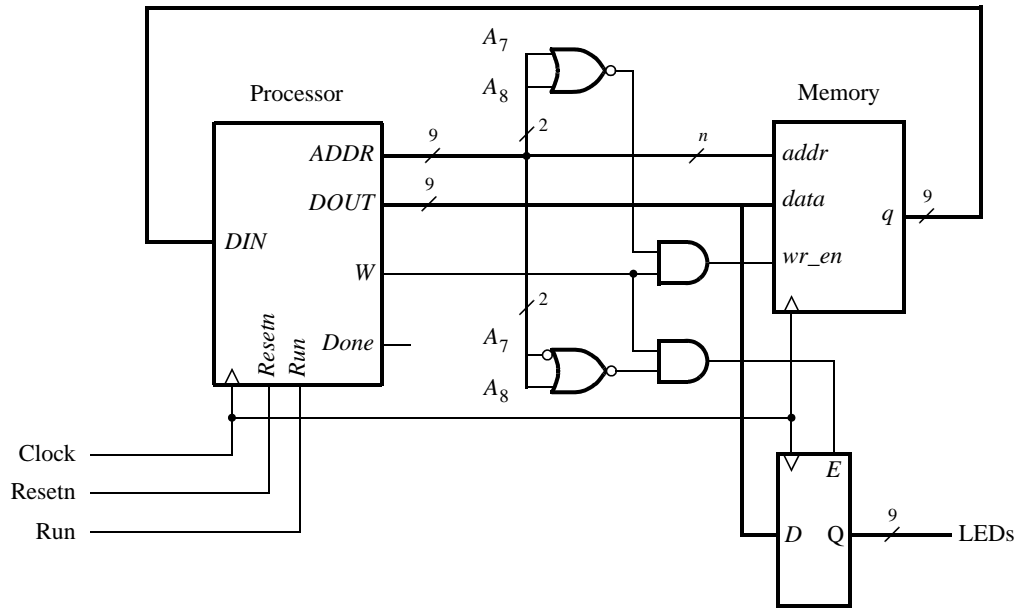 A7
A8
Processor
Memory
2
9
n
ADDR
addr
9
DOUT
data
9
q
DIN
W
wr_en
2
Resetn
Run
Done
A7
A8
Clock
Resetn
Run
E
D
Q
9
LEDs